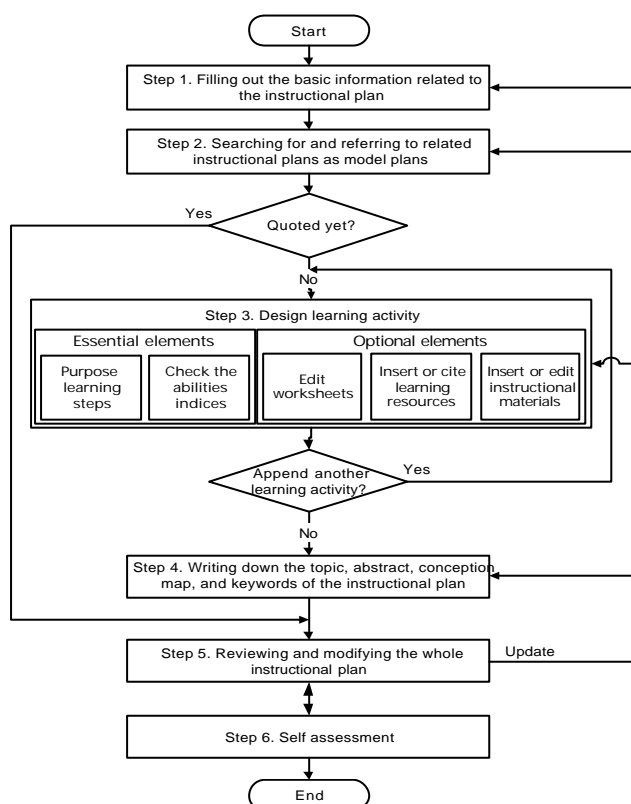 Start
Step 1. Filling out the basic information related to
the instructional plan
Step 2. Searching for and referring to related
instructional plans as model plans
Yes
Quoted yet?
No
Step 3. Design learning activity
Essential elements
Optional elements
Purpose
learning
steps
Check the
abilities
indices
Edit
worksheets
Insert or cite
learning
resources
Insert or edit
instructional
materials
Append another
learning activity?
Yes
No
Step 4. Writing down the topic, abstract, conception
map, and keywords of the instructional plan
Step 5. Reviewing and modifying the whole
instructional plan
Update
Step 6. Self assessment
End